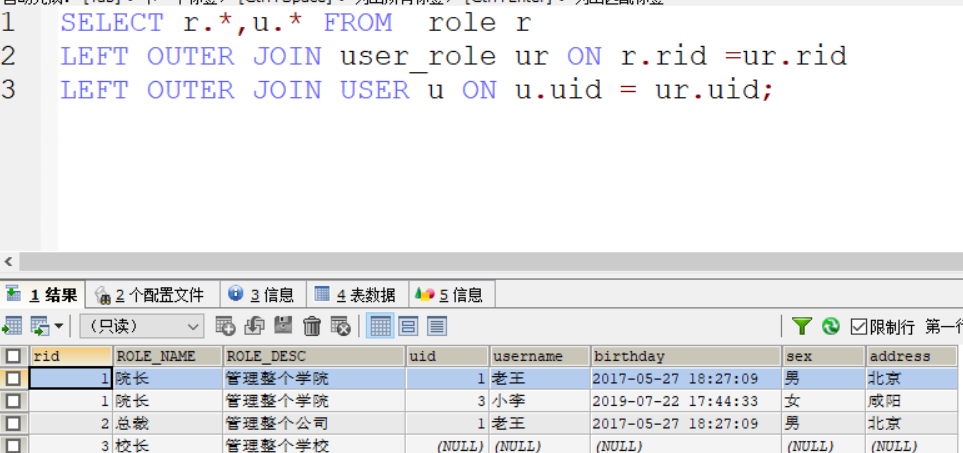 1 SELECT r.*,u.* FROM  role r
2 LEFT OUTER JOIN user_role ur ON r.rid =ur.rid
3 LEFT OUTER JOIN USER u ON u.uid = ur.uid;
1 结果 2 个配置文件 3 信息 4 表数据 5 信息
（只读） 限制行 第一行
rid ROLE_NAME ROLE_DESC uid username birthday sex address
1 院长 管理整个学院 1 老王 2017-05-27 18:27:09 男 北京
1 院长 管理整个学院 3 小李 2019-07-22 17:44:33 女 咸阳
2 总裁 管理整个公司 1 老王 2017-05-27 18:27:09 男 北京
3 校长 管理整个学校 (NULL) (NULL) (NULL) (NULL) (NULL)